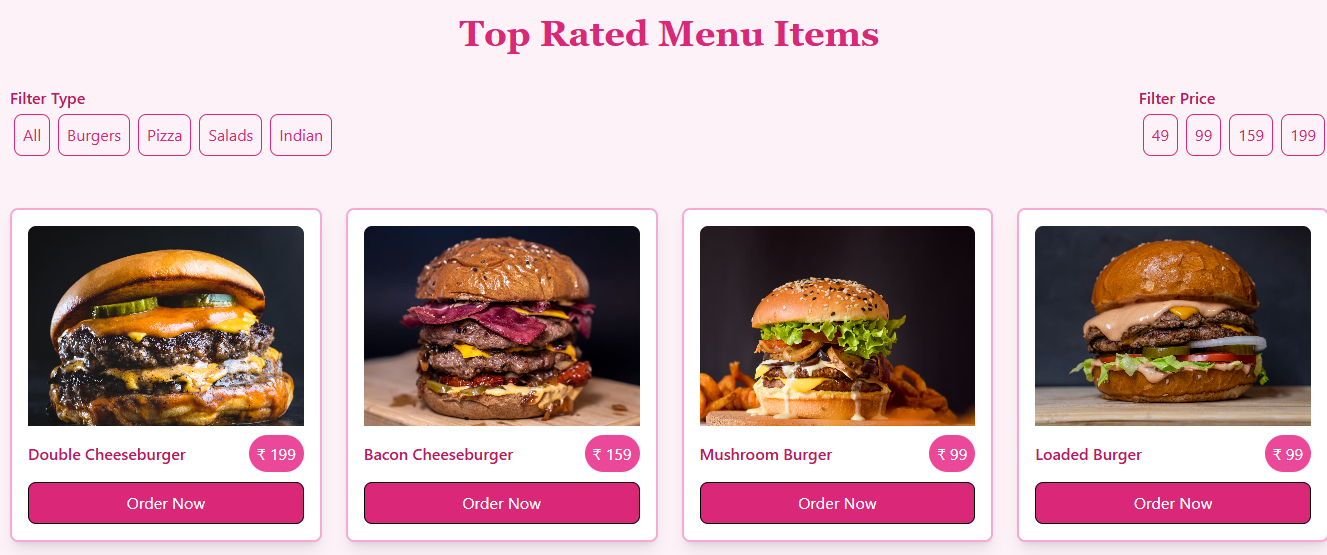 Top Rated Menu Items
Filter Type
Filter Price
All Burgers Pizza Salads Indian
49 99 159 199
Double Cheeseburger ₹ 199
Order Now
Bacon Cheeseburger ₹ 159
Order Now
Mushroom Burger ₹ 99
Order Now
Loaded Burger ₹ 99
Order Now